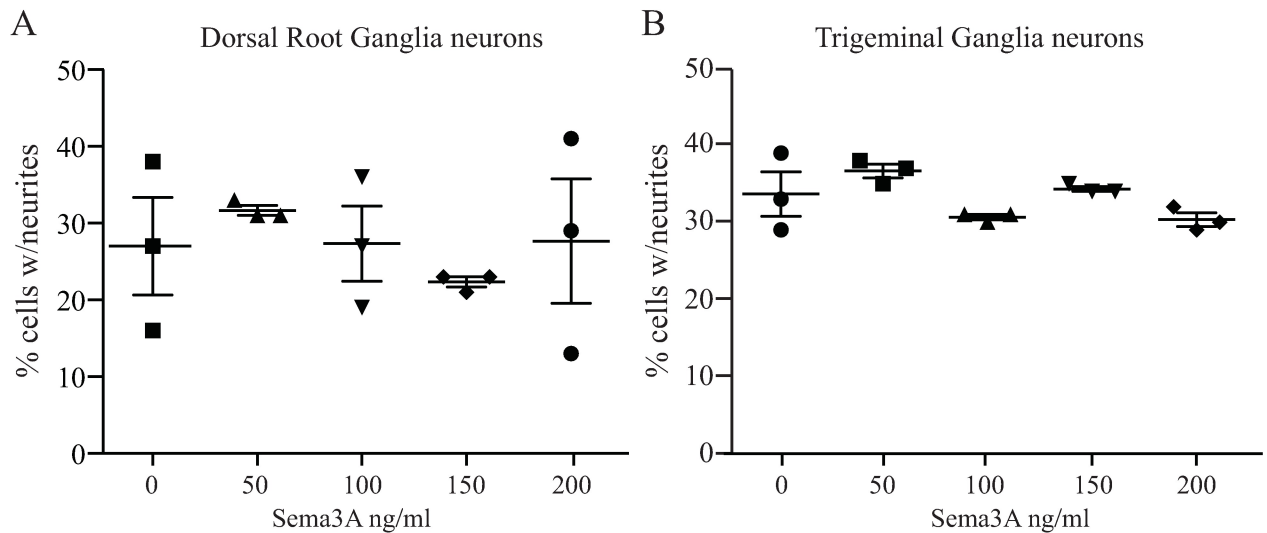 A
Dorsal Root Ganglia neurons
% cells w/neurites
50
40
30
20
10
0
0 50 100 150 200
Sema3A ng/ml
B
Trigeminal Ganglia neurons
% cells w/neurites
50
40
30
20
10
0
0 50 100 150 200
Sema3A ng/ml